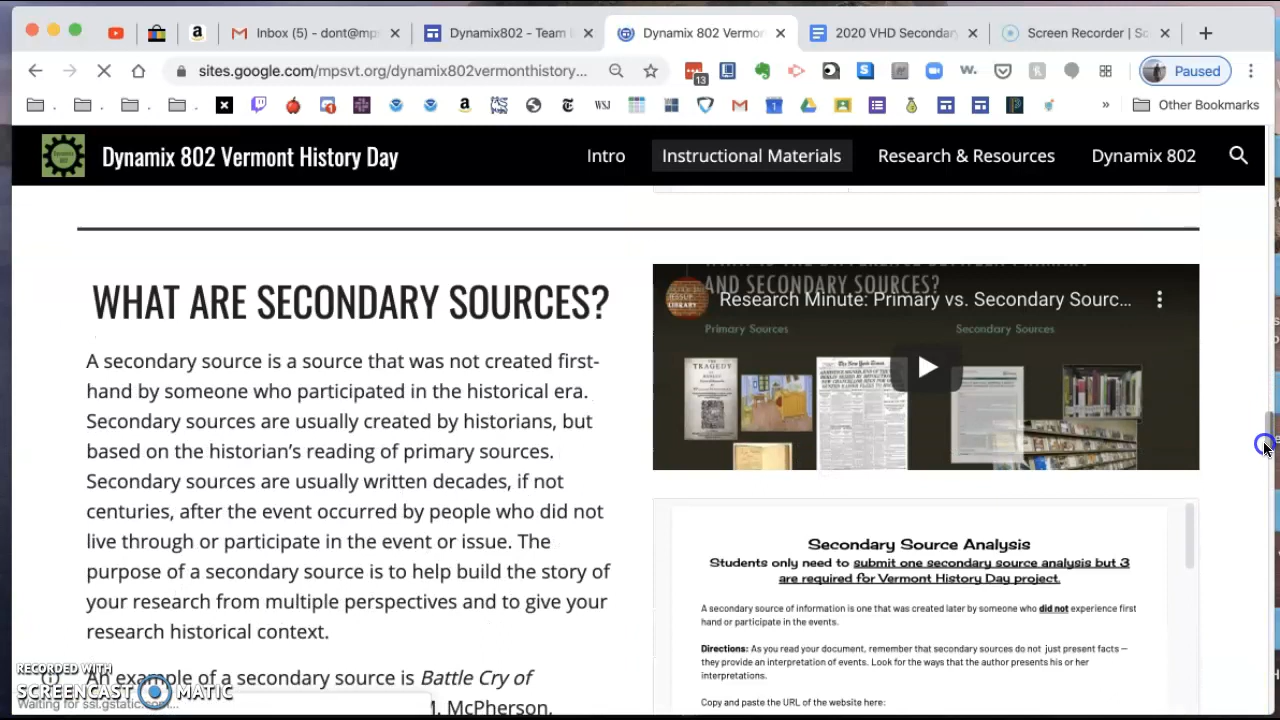 Inbox (5) - dont@mps
Dynamix802 - Team
Dynamix 802 Vermo
2020 VHD Secondary
Screen Recorder | Sc
sites.google.com/mpsvt.org/dynamix802vermonthistory...
13
Paused
WSJ
»
Other Bookmarks
Dynamix 802 Vermont History Day
Intro
Instructional Materials
Research & Resources
Dynamix 802
WHAT ARE SECONDARY SOURCES?
A secondary source is a source that was not created first-
hand by someone who participated in the historical era.
Secondary sources are usually created by historians, but
based on the historian's reading of primary sources.
Secondary sources are usually written decades, if not
centuries, after the event occurred by people who did not
live through or participate in the event or issue. The
purpose of a secondary source is to help build the story of
your research from multiple perspectives and to give your
research historical context.
An example of a secondary source is Battle Cry of
McPherson,
AND SECONDARY SOURCES?
Research Minute: Primary vs. Secondary Sourc...
Primary Sources
Secondary Sources
Secondary Source Analysis
Students only need to submit one secondary source analysis but 3
are required for Vermont History Day project.
A secondary source of information is one that was created later by someone who did not experience first
hand or participate in the events.
Directions: As you read your document, remember that secondary sources do not just present facts —
they provide an interpretation of events. Look for the ways that the author presents his or her
interpretations.
Copy and paste the URL of the website here:
RECORDED WITH
SCREENCAST MATIC
Waiting for ssl.gstatic.com...